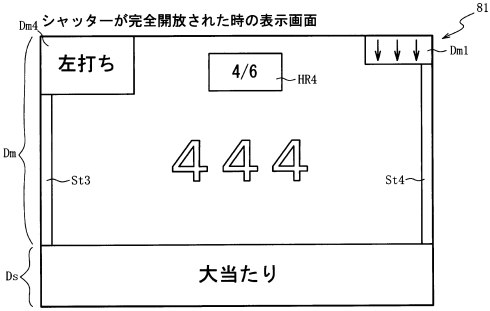 シャッターが完全開放された時の表示画面
81
Dm4
左打ち
4/6
HR4
↓ ↓ ↓
Dm1
Dm
444
St3
St4
Ds
大当たり